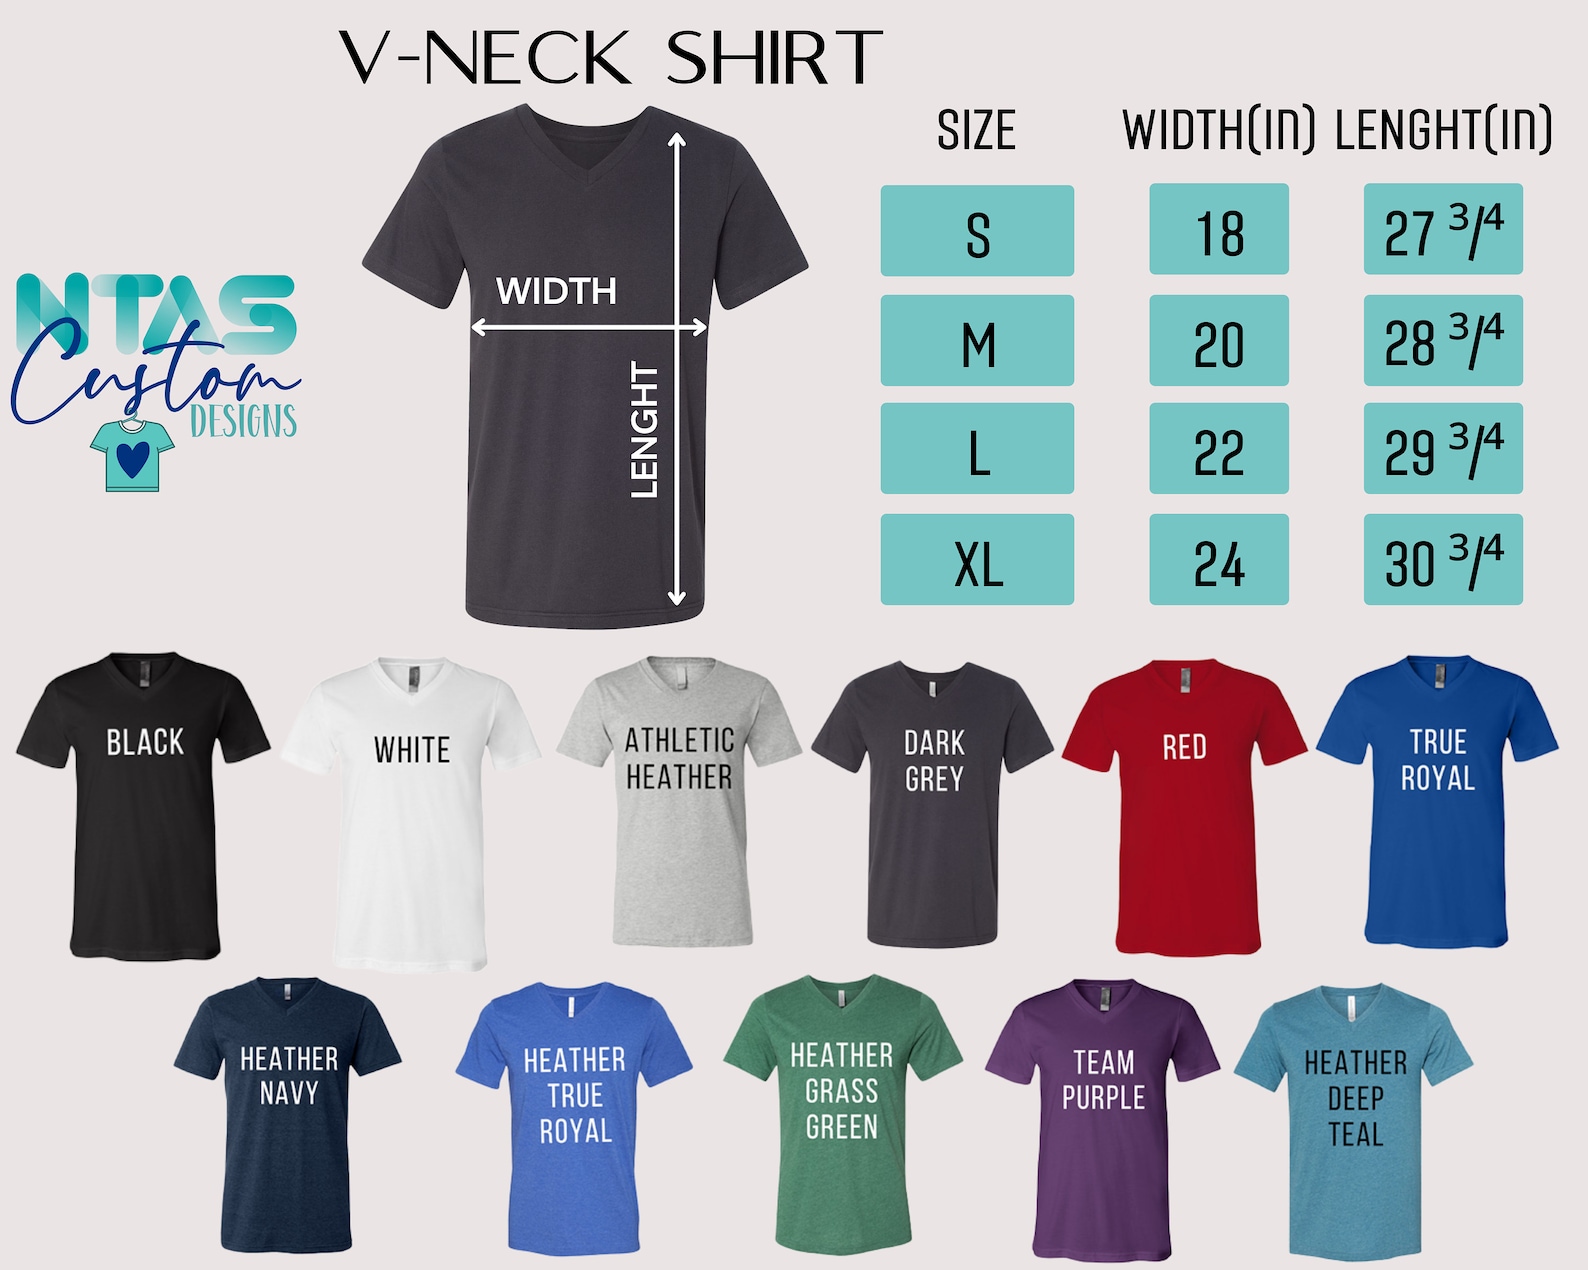 V-NECK SHIRT
SIZE WIDTH(IN) LENGHT(IN)
S 18 27 3/4
M 20 28 3/4
L 22 29 3/4
XL 24 30 3/4
WIDTH
LENGHT
NTAS
Custom
DESIGNS
BLACK
WHITE
ATHLETIC
HEATHER
DARK
GREY
RED
TRUE
ROYAL
HEATHER
NAVY
HEATHER
TRUE
ROYAL
HEATHER
GRASS
GREEN
TEAM
PURPLE
HEATHER
DEEP
TEAL